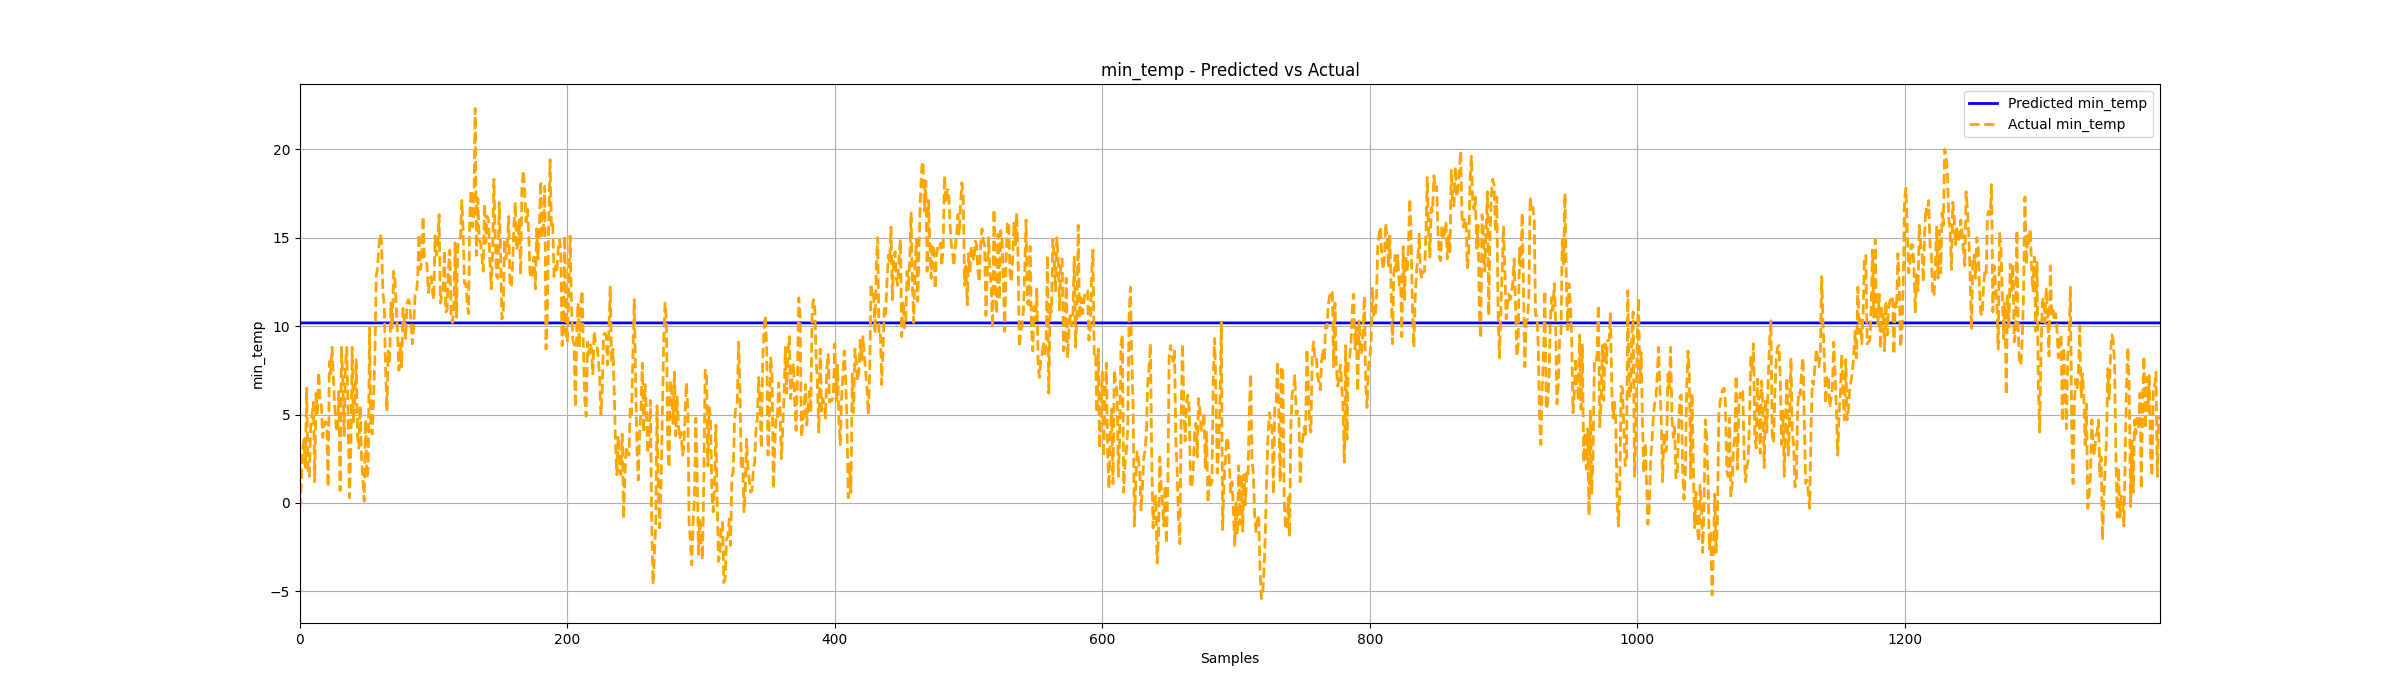 min_temp - Predicted vs Actual
Predicted min_temp
Actual min_temp
min_temp
20
15
10
5
0
−5
0
200
400
600
800
1000
1200
Samples